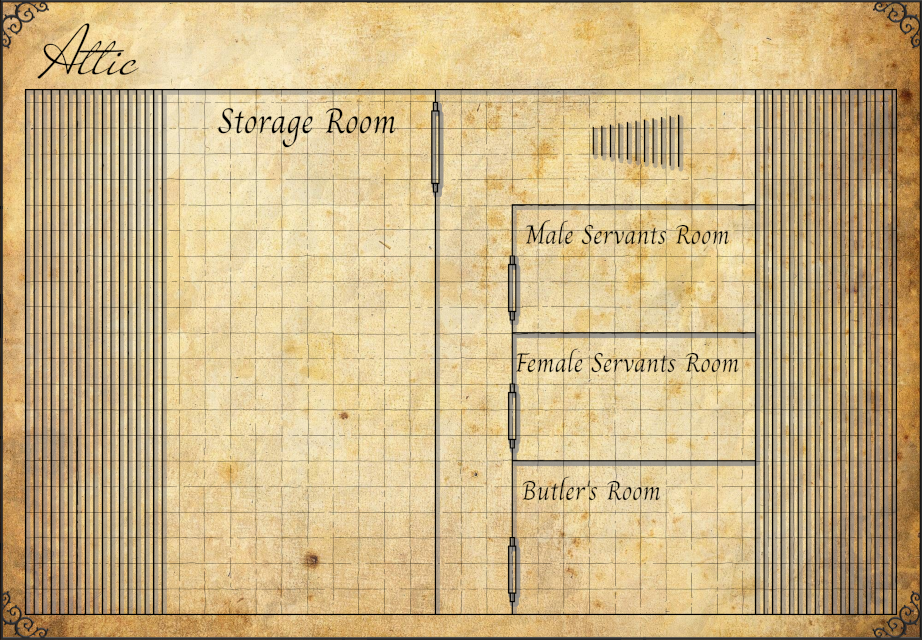 Attic
Storage Room
Male Servants Room
Female Servants Room
Butler's Room